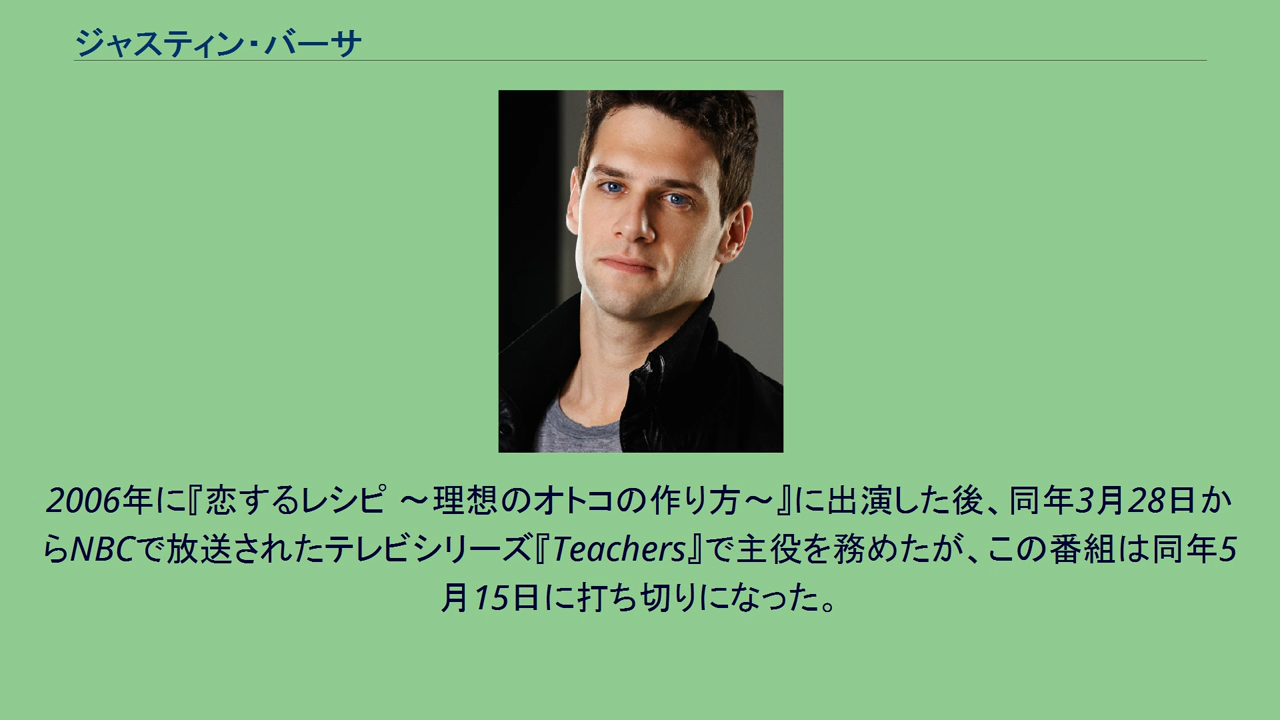 ジャスティン・バーサ
2006年に『恋するレシピ 〜理想のオトコの作り方〜』に出演した後、同年3月28日か
らNBCで放送されたテレビシリーズ『Teachers』で主役を務めたが、この番組は同年5
月15日に打ち切りになった。